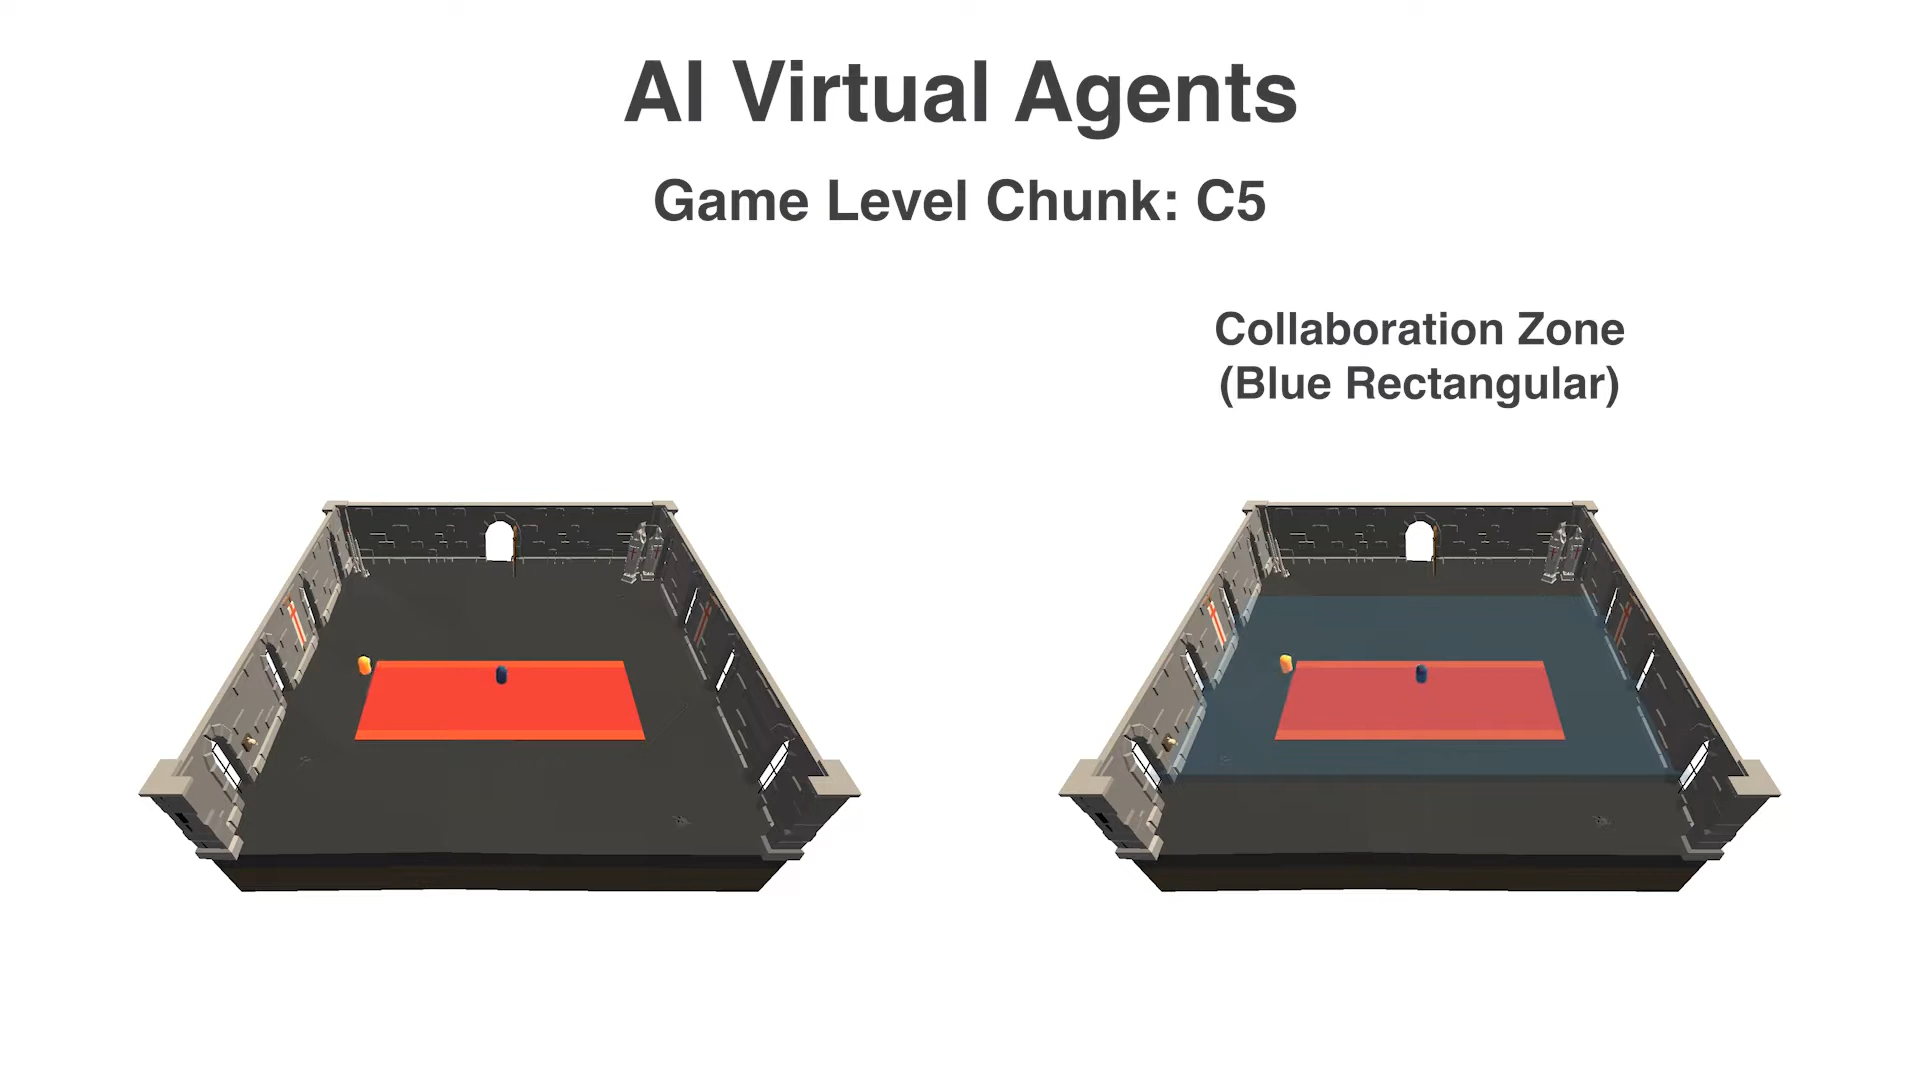 AI Virtual Agents
Game Level Chunk: C5
Collaboration Zone
(Blue Rectangular)